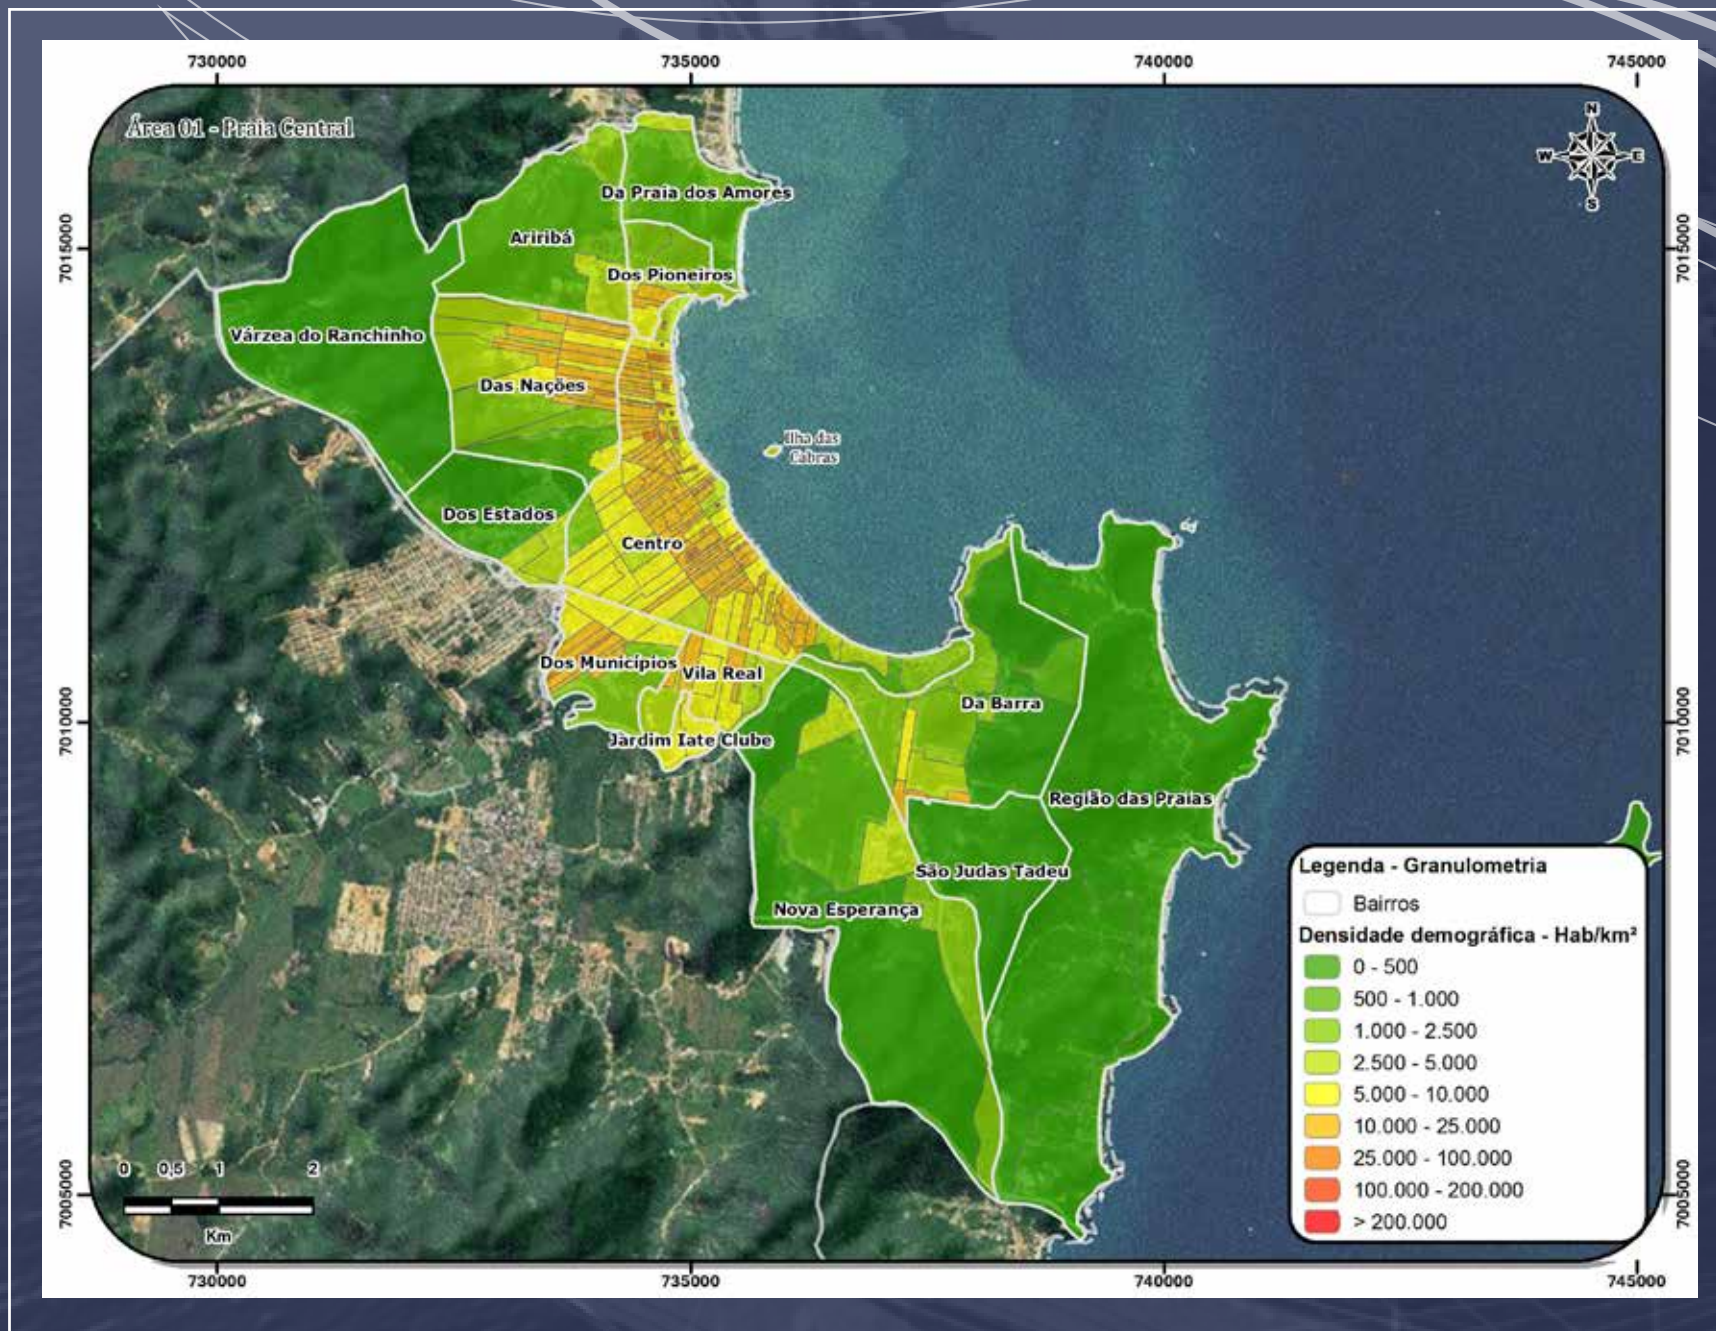 730000
735000
740000
745000
Área 01 - Praia Central
N
W
E
S
7015000
7015000
Da Praia dos Amores
Ariribá
Dos Pioneiros
Várzea do Ranchinho
Das Nações
Ilha das
Cabras
Dos Estados
Centro
Dos Municípios
Vila Real
Da Barra
7010000
7010000
Jardim Iate Clube
Região das Praias
São Judas Tadeu
Nova Esperança
Legenda - Granulometria
Bairros
Densidade demográfica - Hab/km²
0 - 500
500 - 1.000
1.000 - 2.500
2.500 - 5.000
5.000 - 10.000
10.000 - 25.000
25.000 - 100.000
100.000 - 200.000
> 200.000
7005000
7005000
0 0,5 1 2
Km
730000
735000
740000
745000